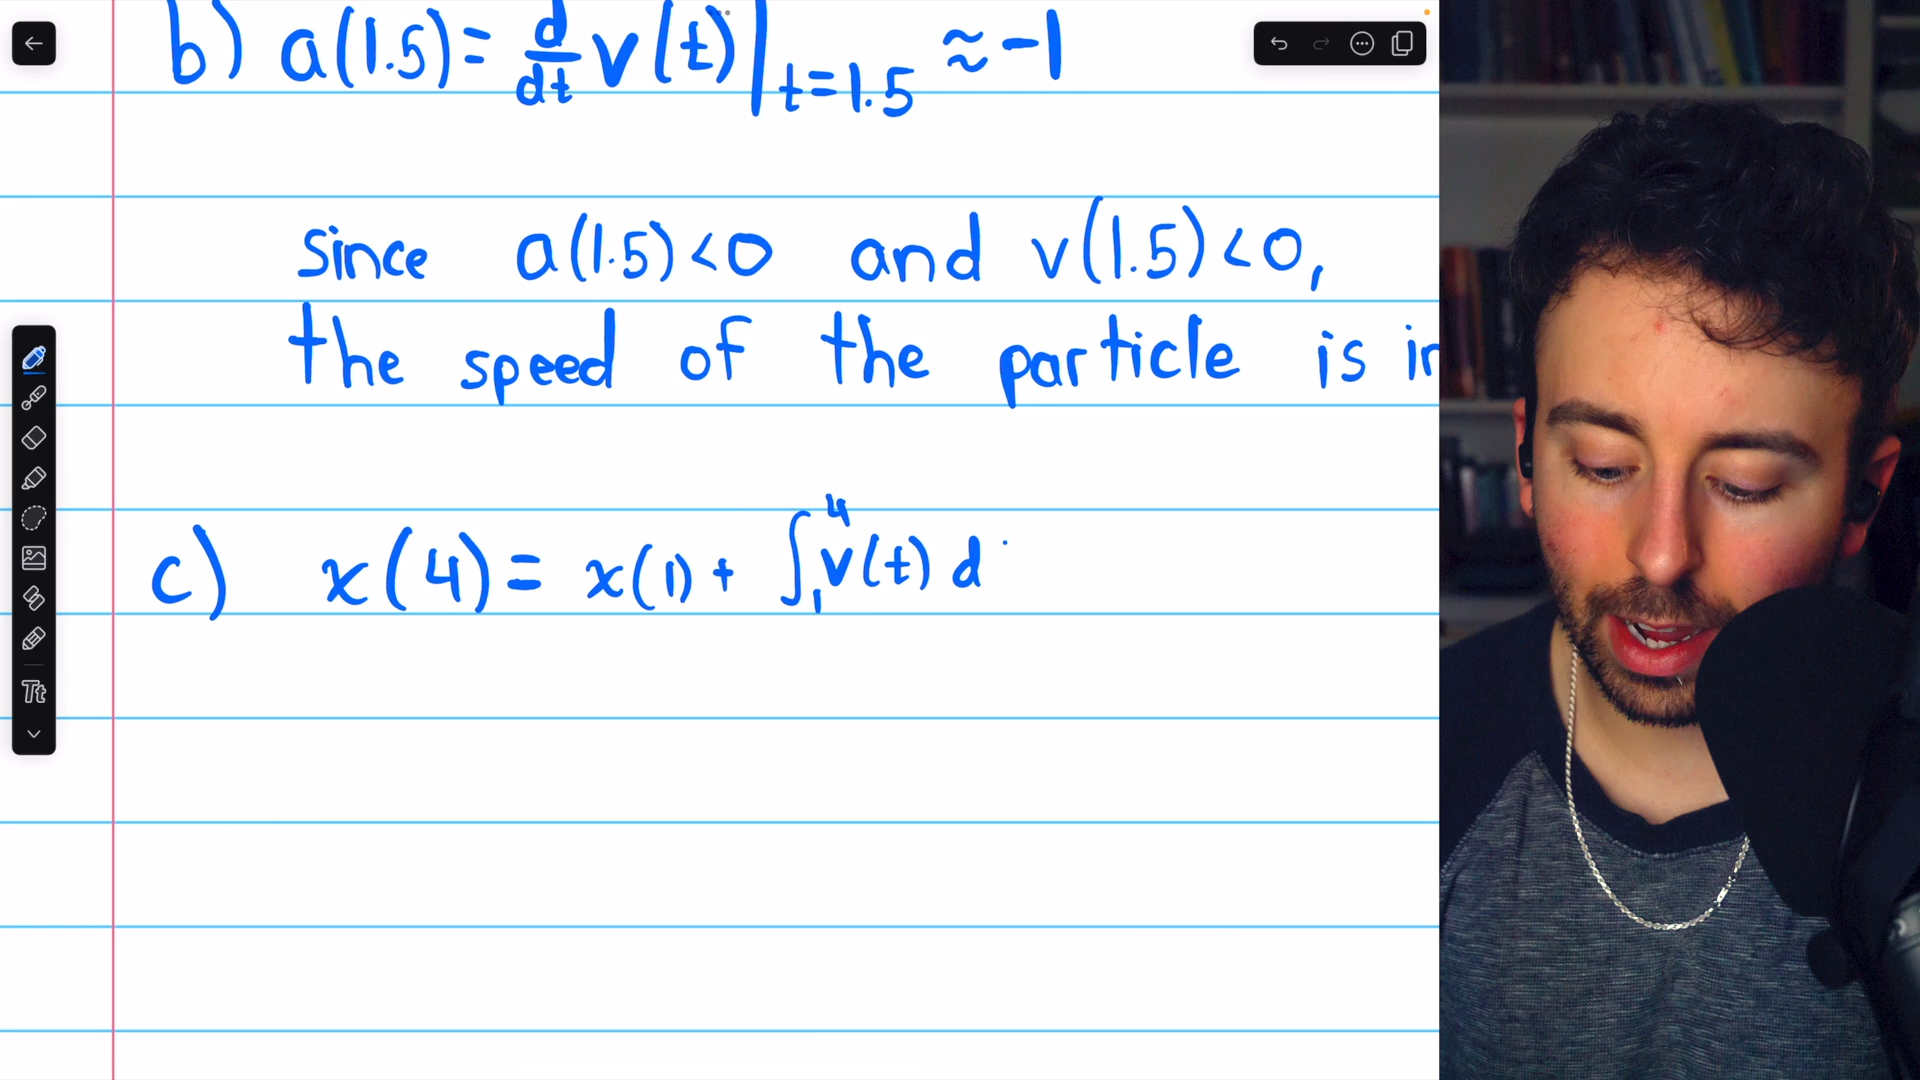 b) a(1.5) = d/dt v(t)|t=1.5 ≈ -1
since a(1.5)<0 and v(1.5)<0,
the speed of the particle is in
c) x(4) = x(1) + ∫₁⁴ v(t) d
Tt